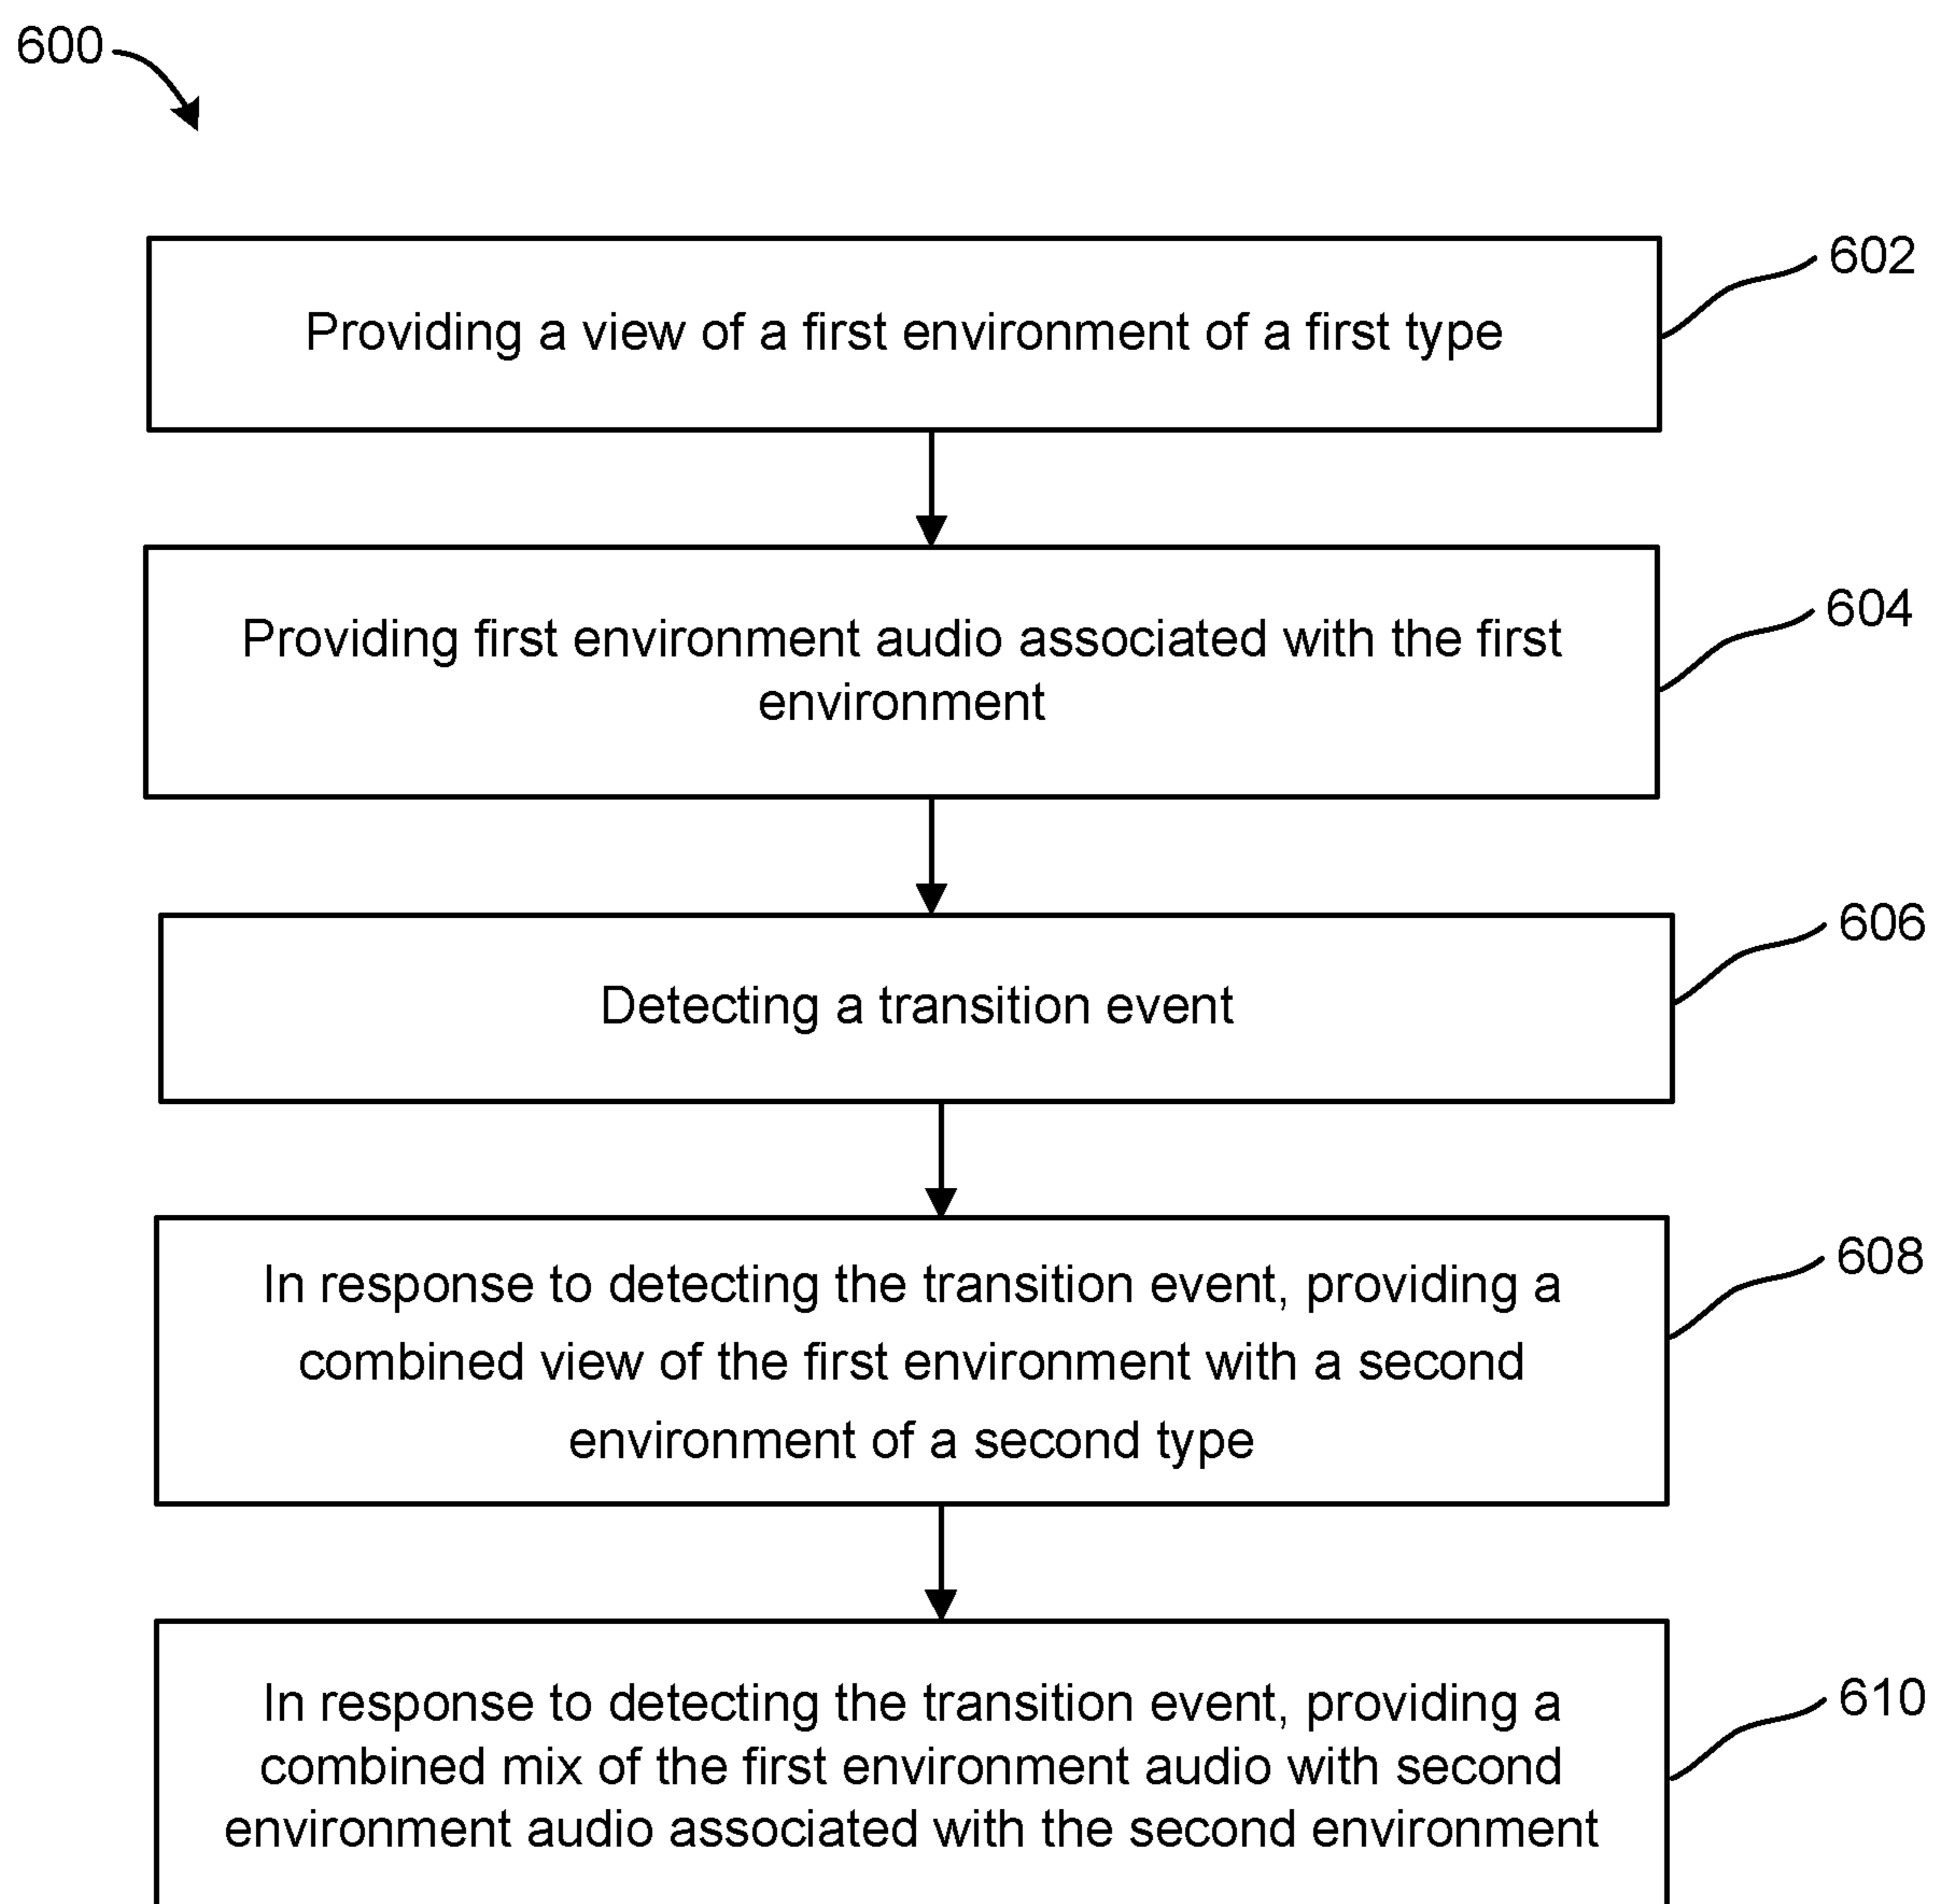 600
602
Providing a view of a first environment of a first type
604
Providing first environment audio associated with the first
environment
606
Detecting a transition event
608
In response to detecting the transition event, providing a
combined view of the first environment with a second
environment of a second type
610
In response to detecting the transition event, providing a
combined mix of the first environment audio with second
environment audio associated with the second environment